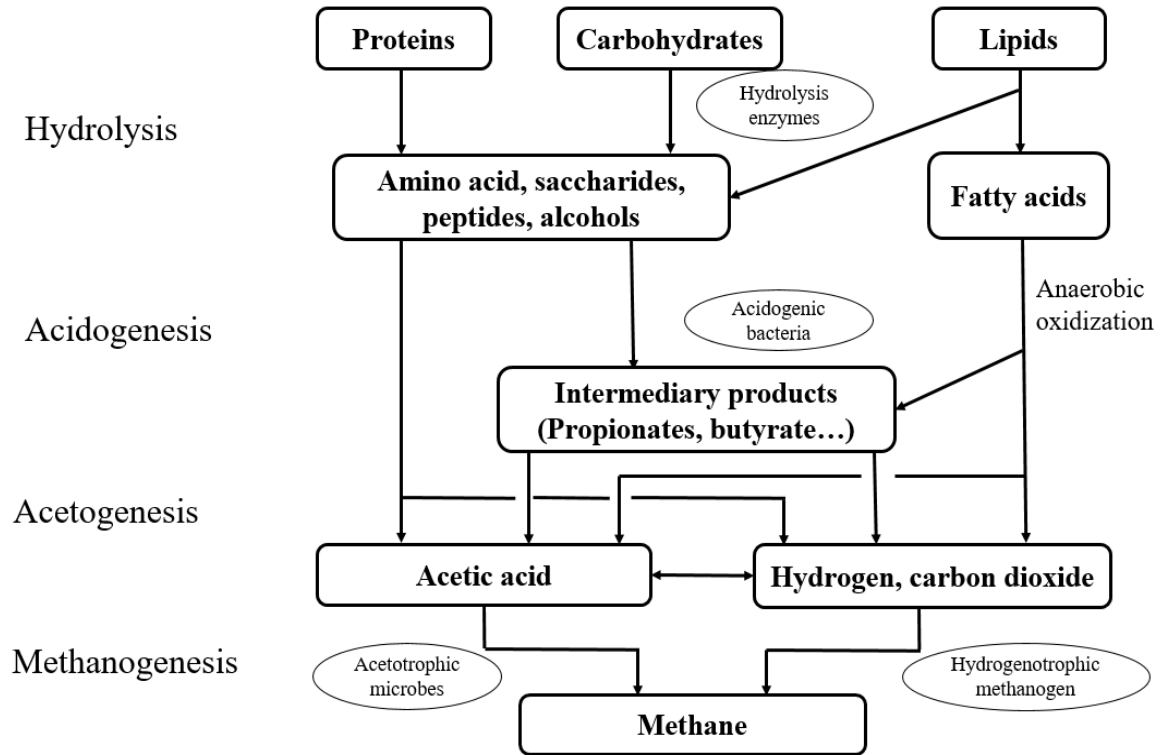 Proteins
Carbohydrates
Lipids
Hydrolysis
enzymes
Hydrolysis
Amino acid, saccharides,
peptides, alcohols
Fatty acids
Anaerobic
oxidization
Acidogenesis
Acidogenic
bacteria
Intermediary products
(Propionates, butyrate…)
Acetogenesis
Acetic acid
Hydrogen, carbon dioxide
Methanogenesis
Acetotrophic
microbes
Hydrogenotrophic
methanogen
Methane